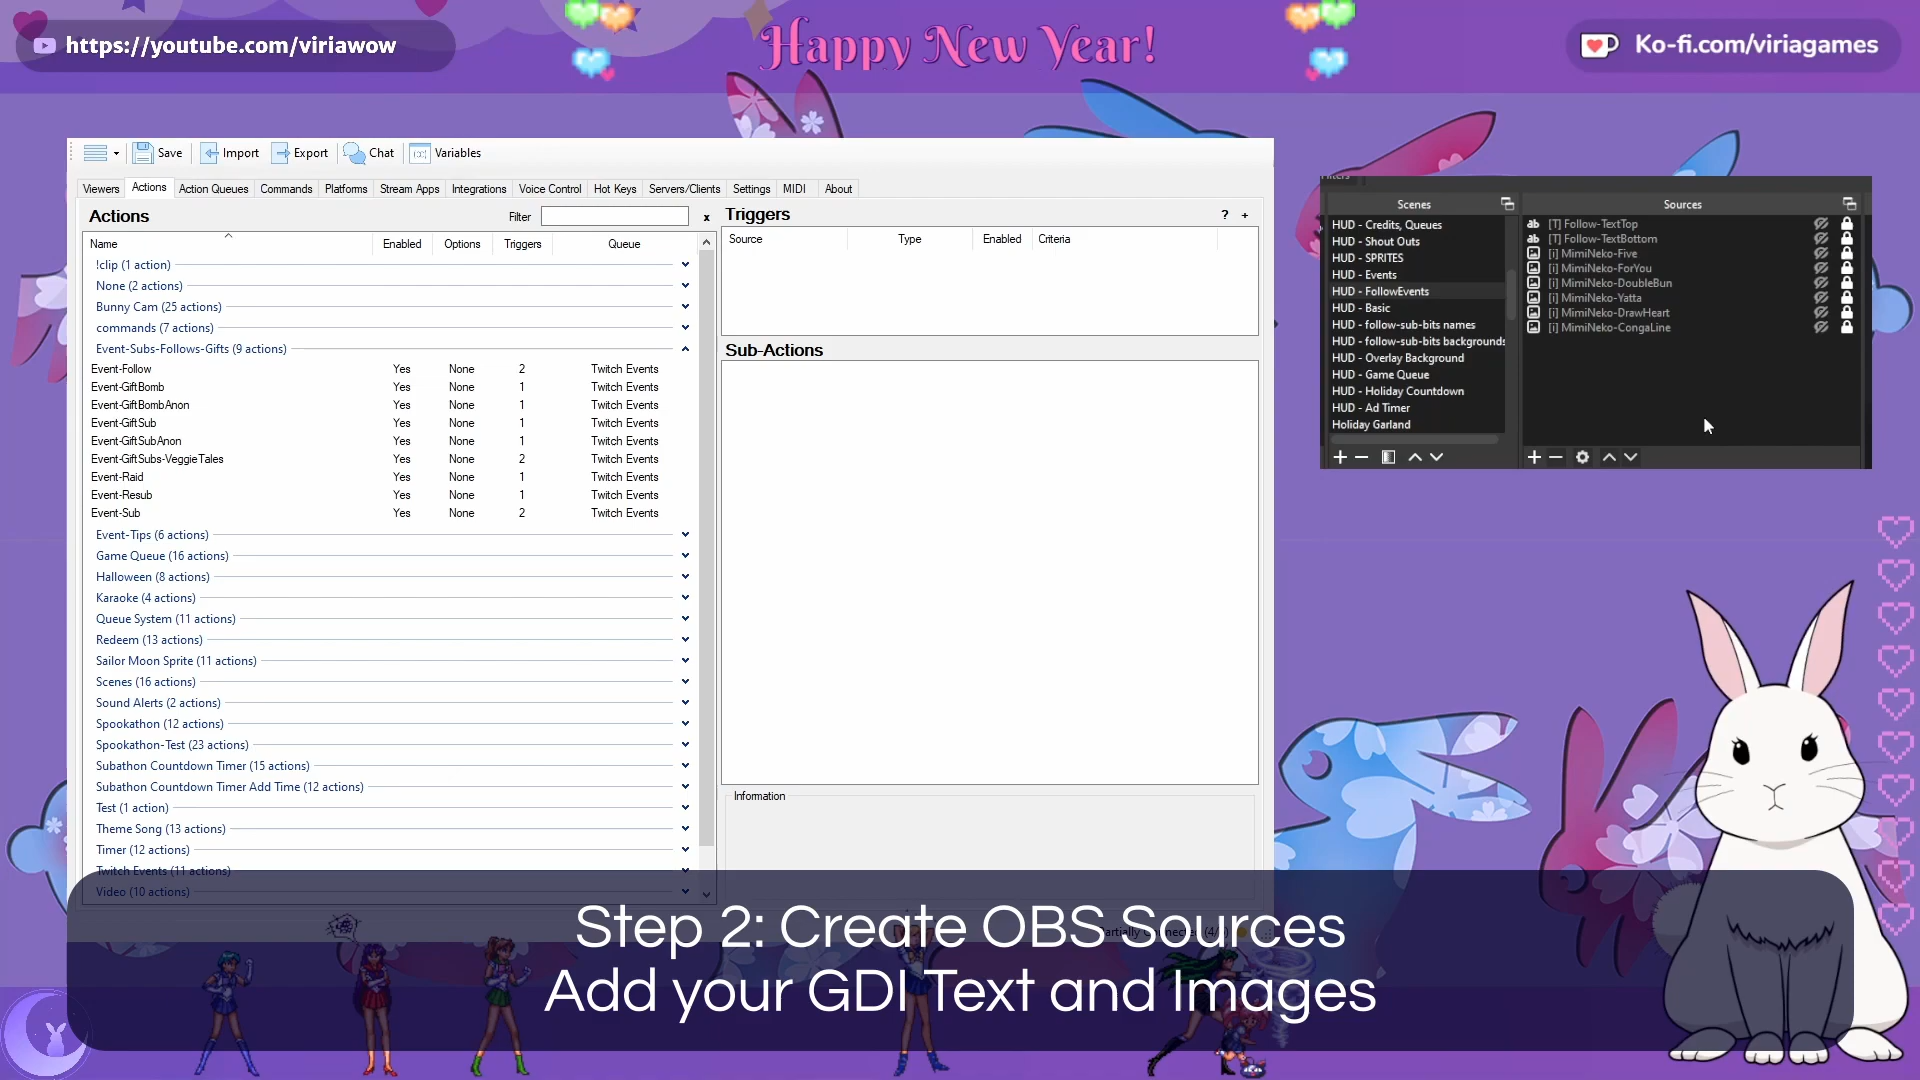 https://youtube.com/viriawow
Happy New Year!
Ko-fi.com/viriagames
Save
Import
Export
Chat
Variables
Viewers
Actions
Action Queues
Commands
Platforms
Stream Apps
Integrations
Voice Control
Hot Keys
Servers/Clients
Settings
MIDI
About
Actions
Filter
x
Name Enabled Options Triggers Queue
!clip (1 action)
None (2 actions)
Bunny Cam (25 actions)
commands (7 actions)
Event-Subs-Follows-Gifts (9 actions)
Event-Follow Yes None 2 Twitch Events
Event-GiftBomb Yes None 1 Twitch Events
Event-GiftBombAnon Yes None 1 Twitch Events
Event-GiftSub Yes None 1 Twitch Events
Event-GiftSubAnon Yes None 1 Twitch Events
Event-GiftSubs-VeggieTales Yes None 2 Twitch Events
Event-Raid Yes None 1 Twitch Events
Event-Resub Yes None 1 Twitch Events
Event-Sub Yes None 2 Twitch Events
Event-Tips (6 actions)
Game Queue (16 actions)
Halloween (8 actions)
Karaoke (4 actions)
Queue System (11 actions)
Redeem (13 actions)
Sailor Moon Sprite (11 actions)
Scenes (16 actions)
Sound Alerts (2 actions)
Spookathon (12 actions)
Spookathon-Test (23 actions)
Subathon Countdown Timer (15 actions)
Subathon Countdown Timer Add Time (12 actions)
Test (1 action)
Theme Song (13 actions)
Timer (12 actions)
Twitch Events (11 actions)
Video (10 actions)
Triggers
? +
Source Type Enabled Criteria
Sub-Actions
Information
Scenes
HUD - Credits, Queues
HUD - Shout Outs
HUD - SPRITES
HUD - Events
HUD - FollowEvents
HUD - Basic
HUD - follow-sub-bits names
HUD - follow-sub-bits backgrounds
HUD - Overlay Background
HUD - Game Queue
HUD - Holiday Countdown
HUD - Ad Timer
Holiday Garland
Sources
ab [T] Follow-TextTop
ab [T] Follow-TextBottom
[i] MimiNeko-Five
[i] MimiNeko-ForYou
[i] MimiNeko-DoubleBun
[i] MimiNeko-Yatta
[i] MimiNeko-DrawHeart
[i] MimiNeko-CongaLine
Step 2: Create OBS Sources
Add your GDI Text and Images